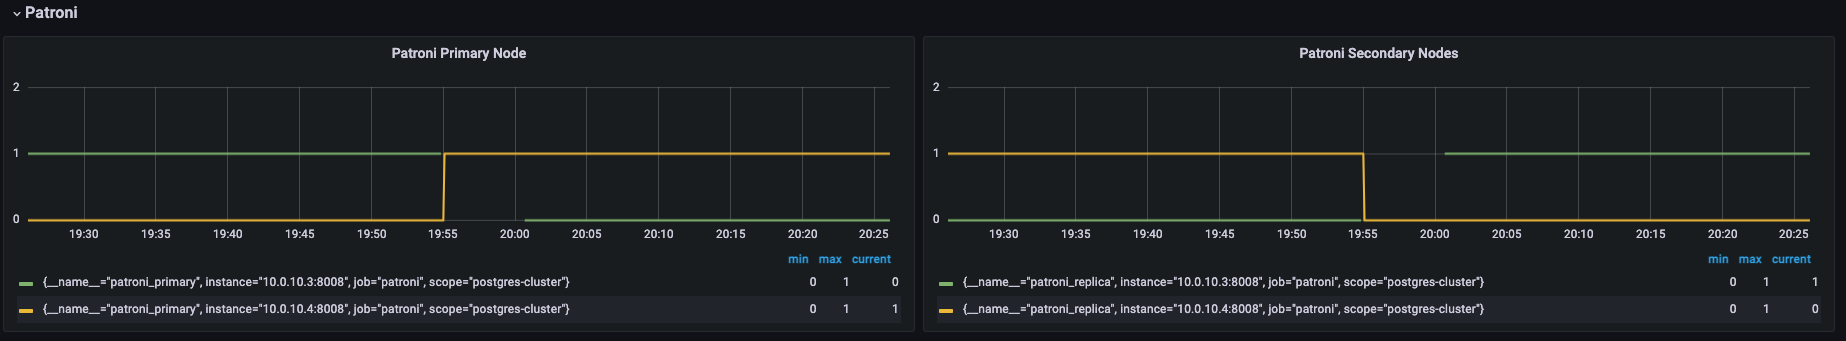 Patroni
Patroni Primary Node
2
1
0
19:30 19:35 19:40 19:45 19:50 19:55 20:00 20:05 20:10 20:15 20:20 20:25
min max current
{__name__="patroni_primary", instance="10.0.10.3:8008", job="patroni", scope="postgres-cluster"} 0 1 0
{__name__="patroni_primary", instance="10.0.10.4:8008", job="patroni", scope="postgres-cluster"} 0 1 1
Patroni Secondary Nodes
2
1
0
19:30 19:35 19:40 19:45 19:50 19:55 20:00 20:05 20:10 20:15 20:20 20:25
min max current
{__name__="patroni_replica", instance="10.0.10.3:8008", job="patroni", scope="postgres-cluster"} 0 1 1
{__name__="patroni_replica", instance="10.0.10.4:8008", job="patroni", scope="postgres-cluster"} 0 1 0